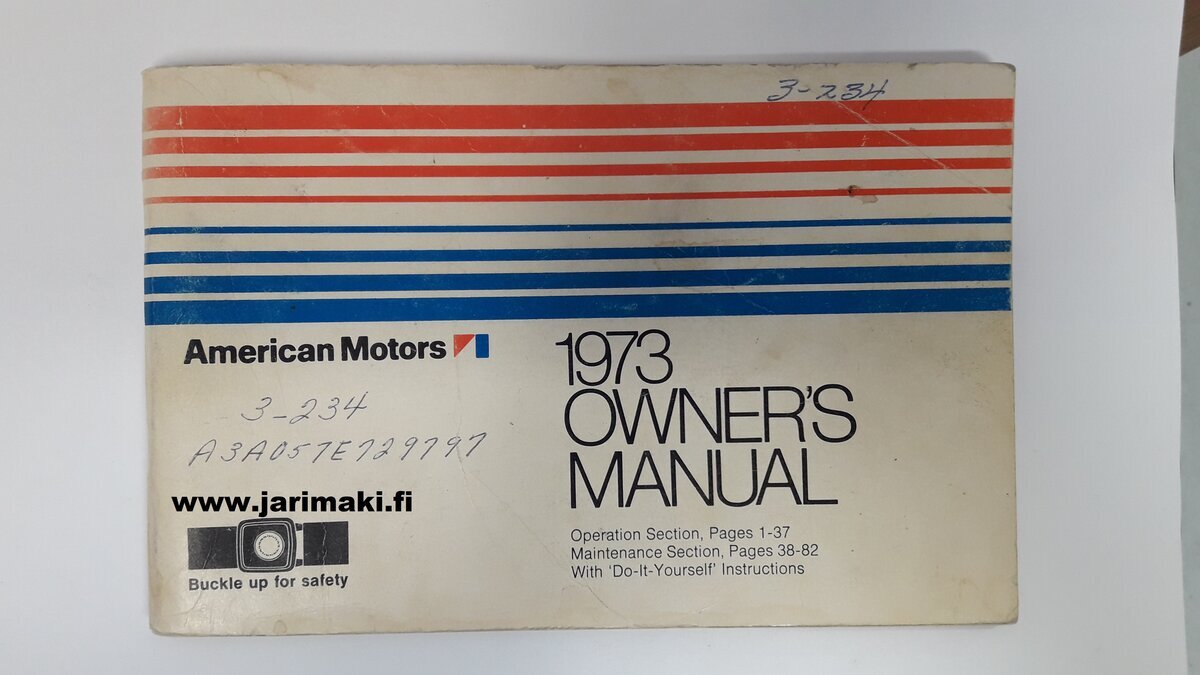 3-234
American Motors
1973
OWNER'S
MANUAL
3-234
A3A057E729797
www.jarimaki.fi
Buckle up for safety
Operation Section, Pages 1-37
Maintenance Section, Pages 38-82
With 'Do-It-Yourself' Instructions